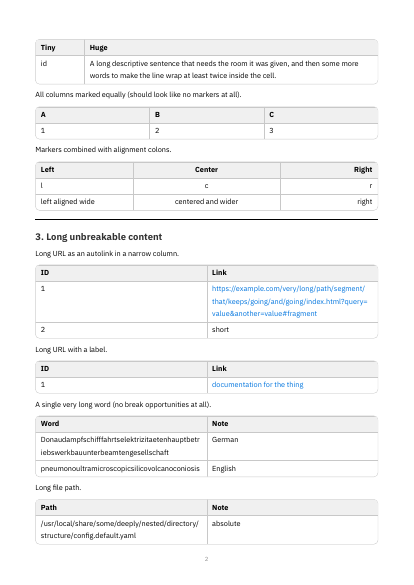 Tiny Huge
id A long descriptive sentence that needs the room it was given, and then some more
words to make the line wrap at least twice inside the cell.
All columns marked equally (should look like no markers at all).
A B C
1 2 3
Markers combined with alignment colons.
Left Center Right
l c r
left aligned wide centered and wider right
3. Long unbreakable content
Long URL as an autolink in a narrow column.
ID Link
1 https://example.com/very/long/path/segment/
that/keeps/going/and/going/index.html?query=
value&another=value#fragment
2 short
Long URL with a label.
ID Link
1 documentation for the thing
A single very long word (no break opportunities at all).
Word Note
Donaudampfschifffahrtselektrizitaetenhauptbetr German
iebswerkbauunterbeamtengesellschaft
pneumonoultramicroscopicsilicovolcanoconiosis English
Long file path.
Path Note
/usr/local/share/some/deeply/nested/directory/ absolute
structure/config.default.yaml
2